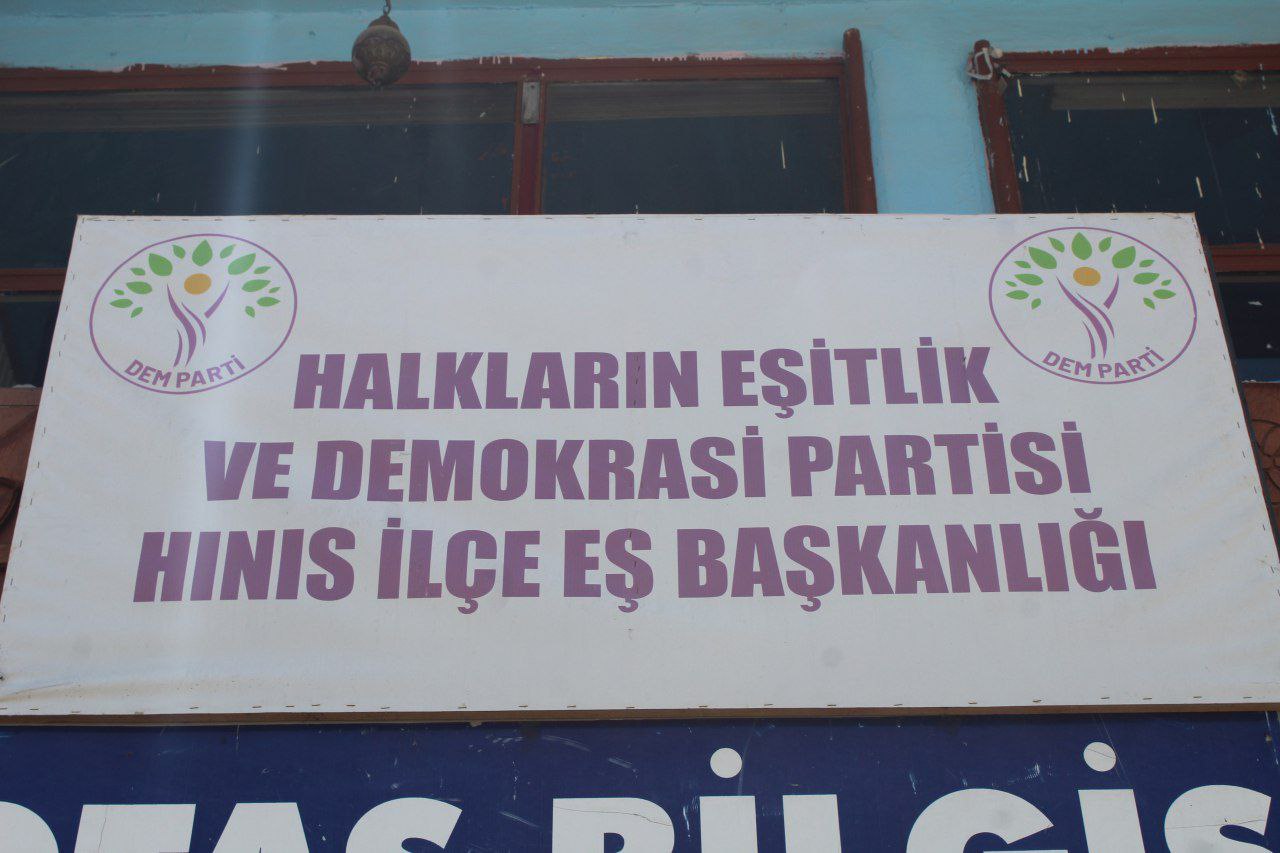 DEM PARTİ
DEM PARTİ
HALKLARIN EŞİTLİK
VE DEMOKRASİ PARTİSİ
HINIS İLÇE EŞ BAŞKANLIĞI